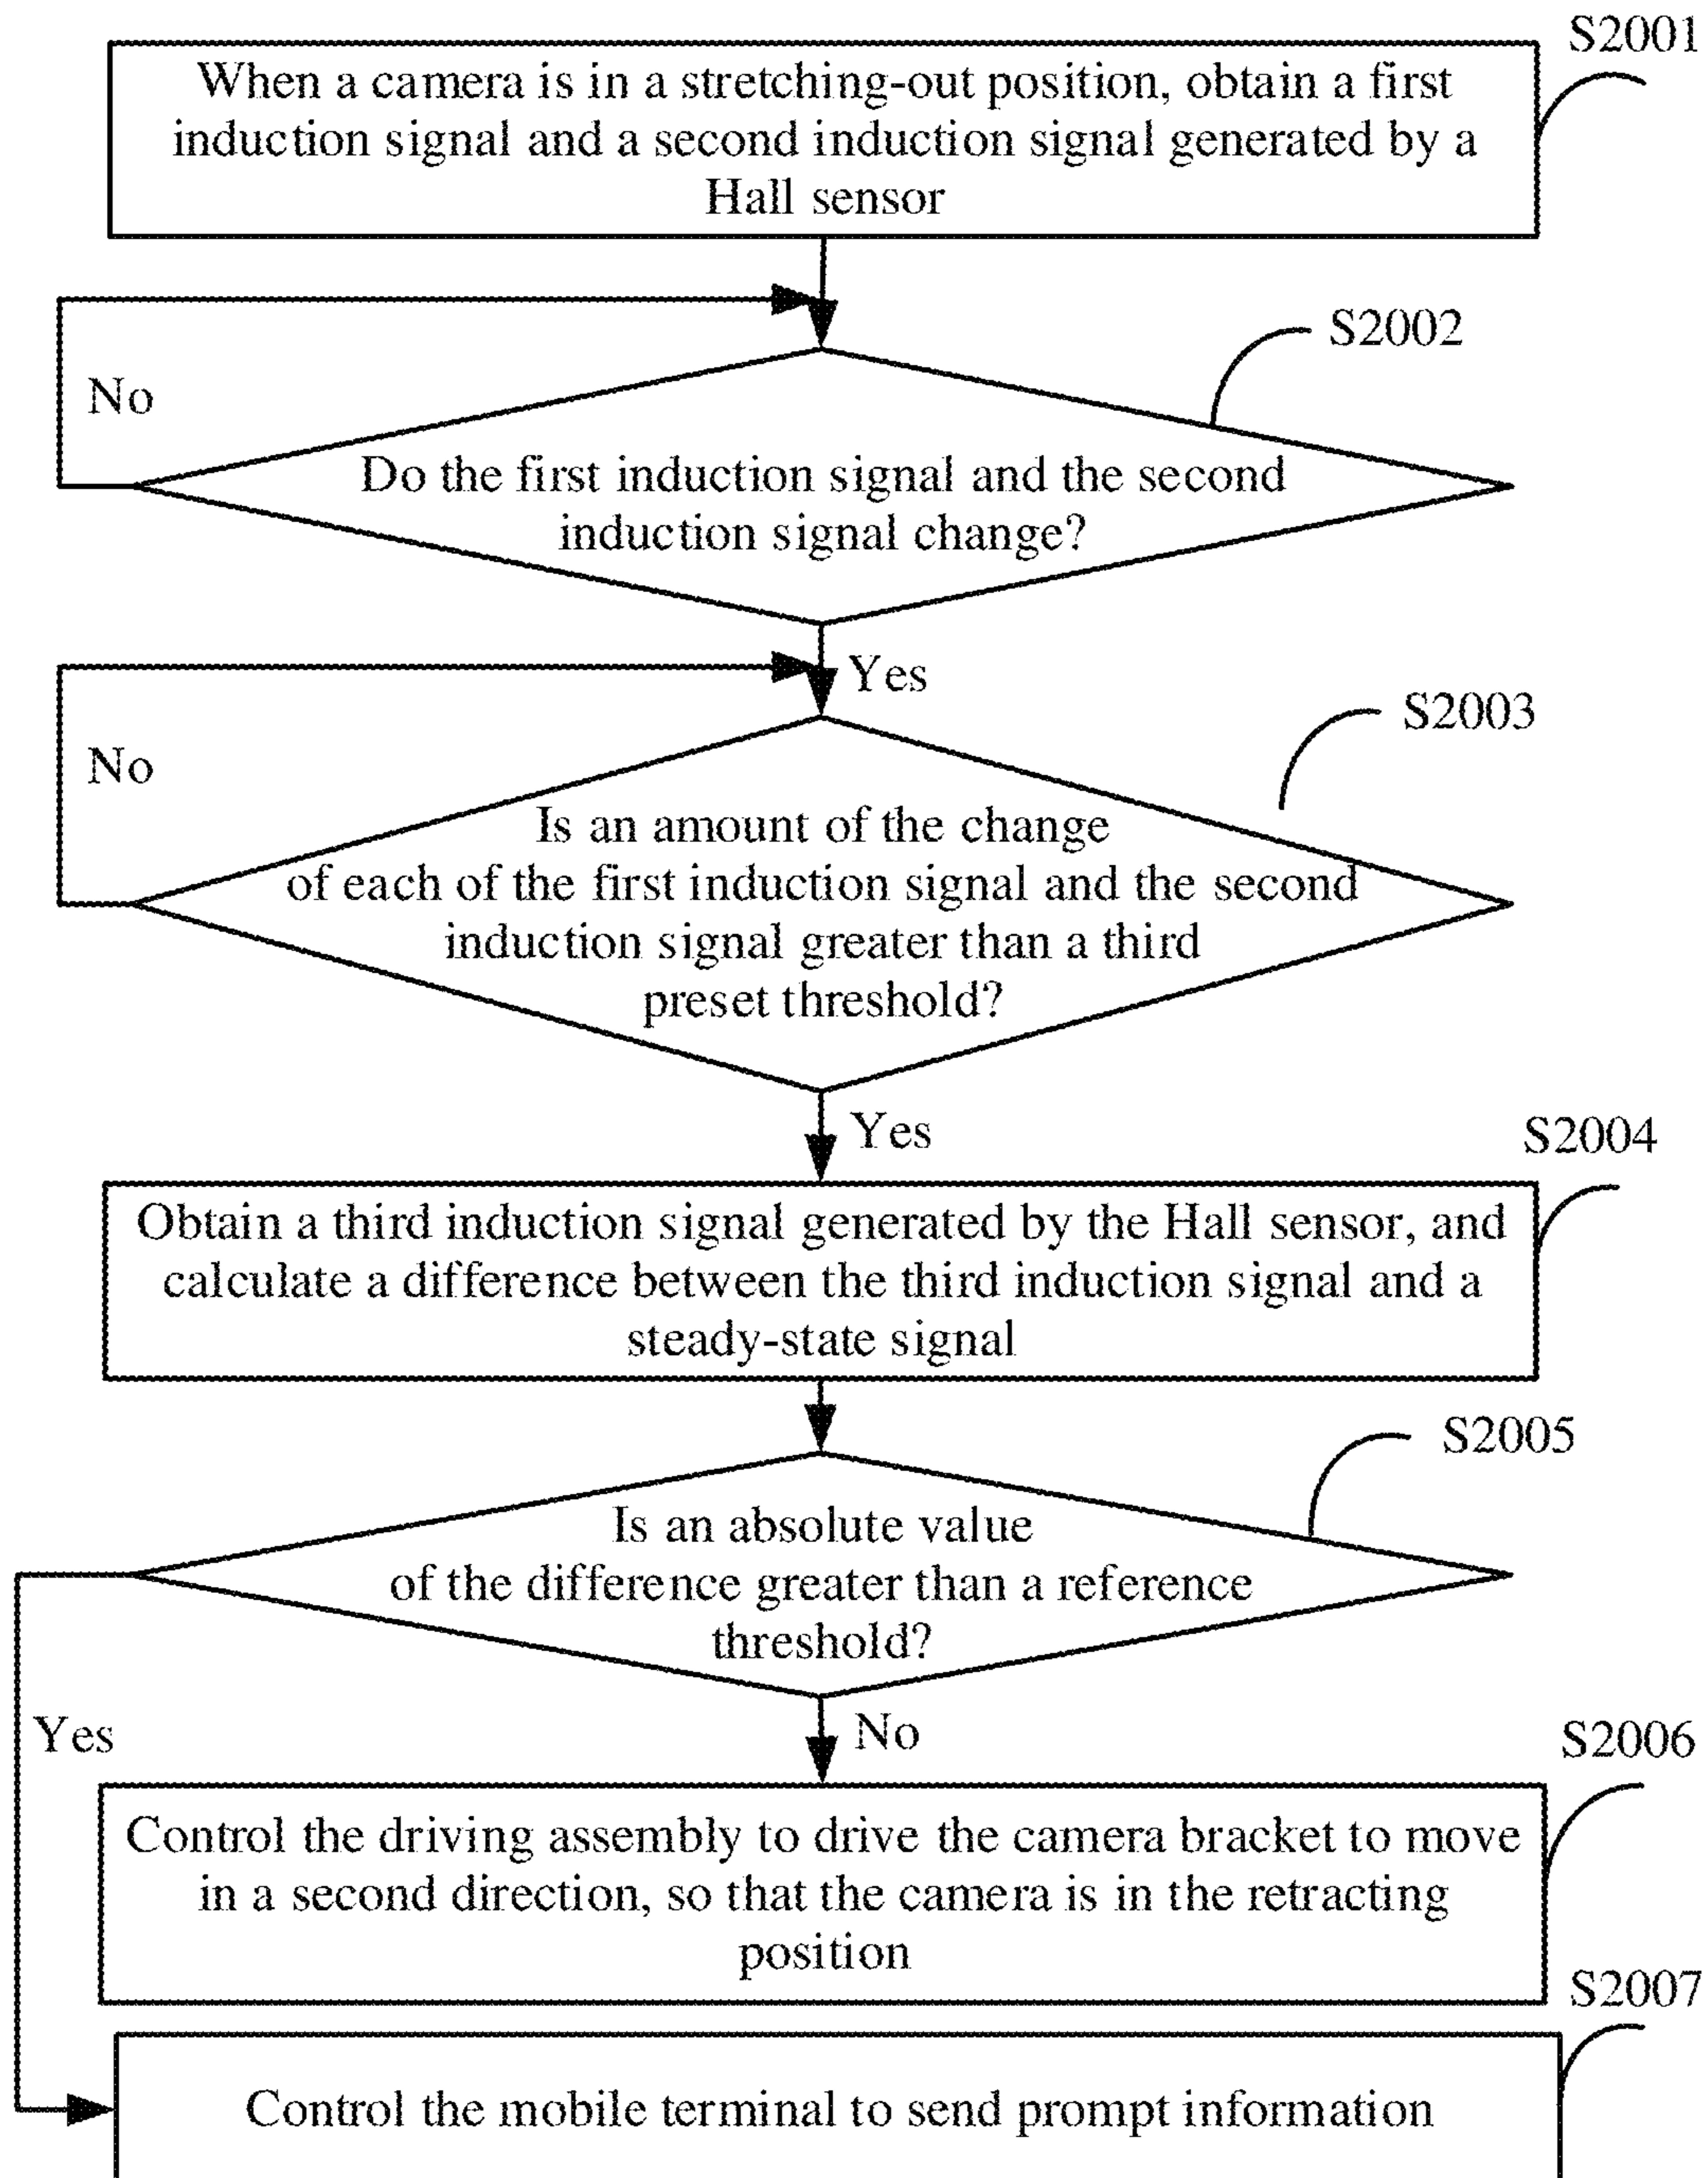 S2001
When a camera is in a stretching-out position, obtain a first
induction signal and a second induction signal generated by a
Hall sensor
S2002
No
Do the first induction signal and the second
induction signal change?
Yes
S2003
No
Is an amount of the change
of each of the first induction signal and the second
induction signal greater than a third
preset threshold?
Yes
S2004
Obtain a third induction signal generated by the Hall sensor, and
calculate a difference between the third induction signal and a
steady-state signal
S2005
Is an absolute value
of the difference greater than a reference
threshold?
Yes
No
S2006
Control the driving assembly to drive the camera bracket to move
in a second direction, so that the camera is in the retracting
position
S2007
Control the mobile terminal to send prompt information